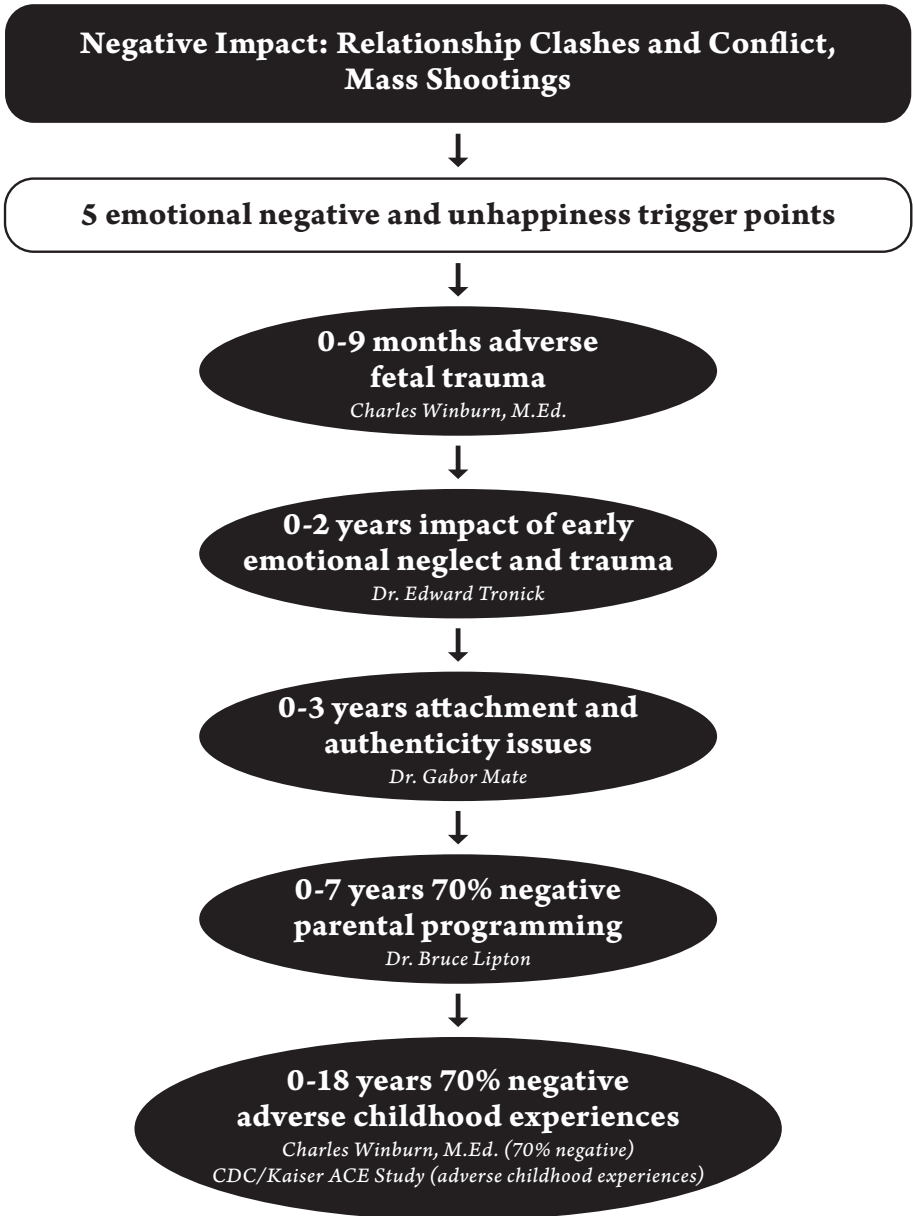 Negative Impact: Relationship Clashes and Conflict,
Mass Shootings
5 emotional negative and unhappiness trigger points
0-9 months adverse
fetal trauma
Charles Winburn, M.Ed.
0-2 years impact of early
emotional neglect and trauma
Dr. Edward Tronick
0-3 years attachment and
authenticity issues
Dr. Gabor Mate
0-7 years 70% negative
parental programming
Dr. Bruce Lipton
0-18 years 70% negative
adverse childhood experiences
Charles Winburn, M.Ed. (70% negative)
CDC/Kaiser ACE Study (adverse childhood experiences)